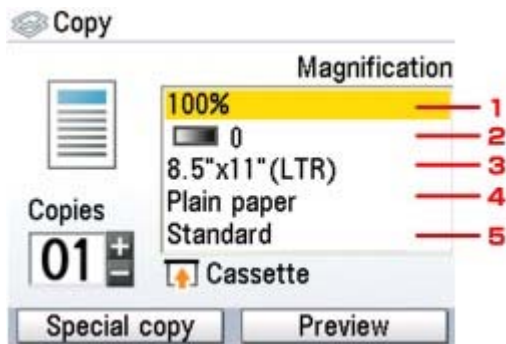 Copy
Magnification
100% 1
0 2
8.5"x11"(LTR) 3
Plain paper 4
Standard 5
Copies
01 + -
Cassette
Special copy Preview